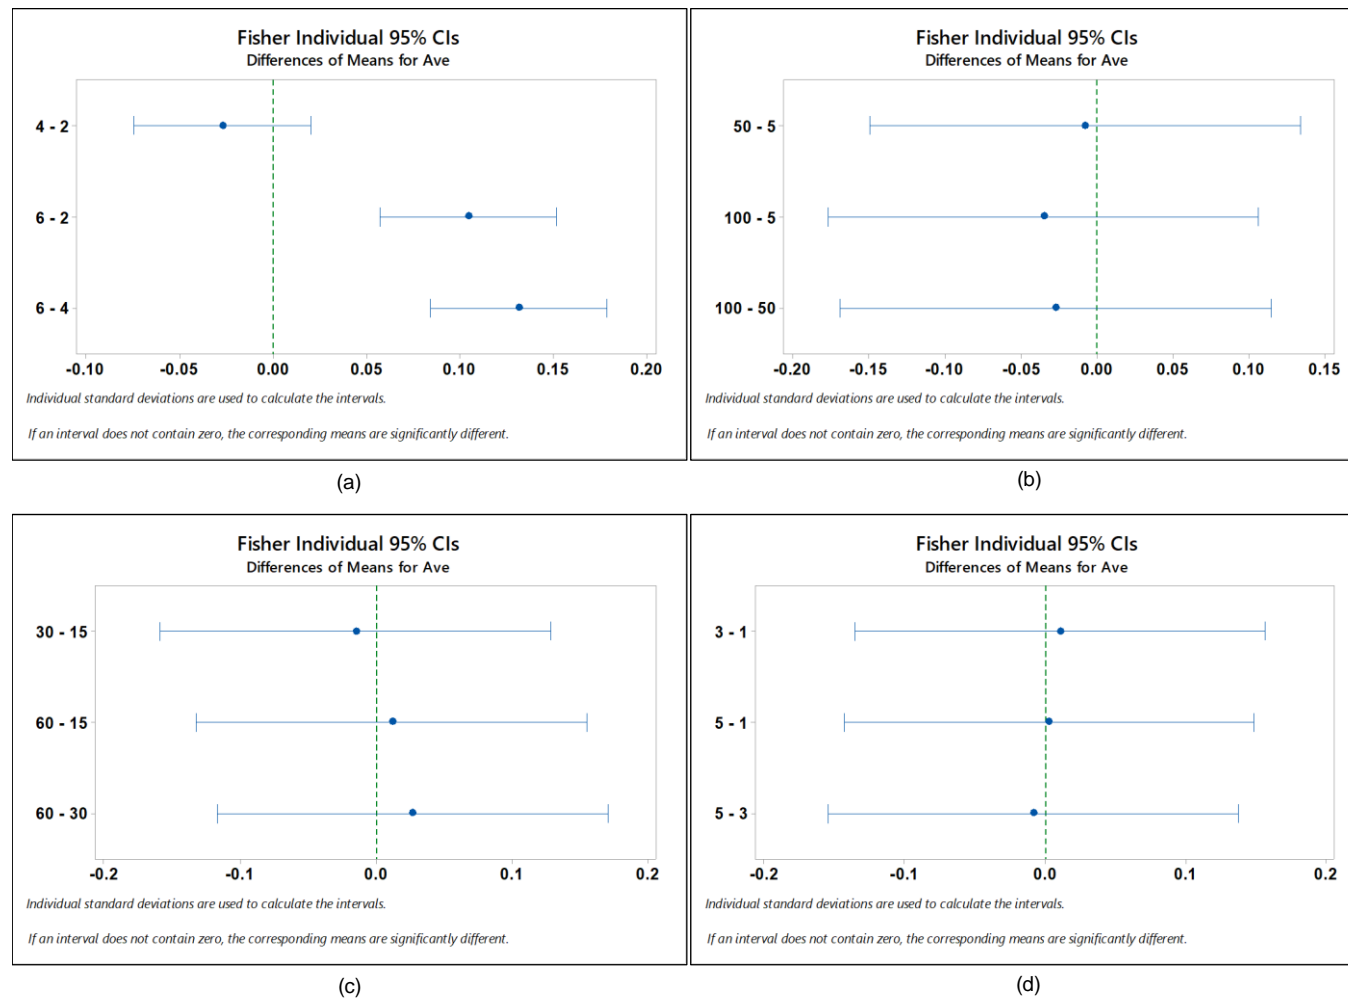 Fisher Individual 95% CIs
Differences of Means for Ave
4 - 2
6 - 2
6 - 4
-0.10 -0.05 0.00 0.05 0.10 0.15 0.20
Individual standard deviations are used to calculate the intervals.
If an interval does not contain zero, the corresponding means are significantly different.
(a)
Fisher Individual 95% CIs
Differences of Means for Ave
50 - 5
100 - 5
100 - 50
-0.20 -0.15 -0.10 -0.05 0.00 0.05 0.10 0.15
Individual standard deviations are used to calculate the intervals.
If an interval does not contain zero, the corresponding means are significantly different.
(b)
Fisher Individual 95% CIs
Differences of Means for Ave
30 - 15
60 - 15
60 - 30
-0.2 -0.1 0.0 0.1 0.2
Individual standard deviations are used to calculate the intervals.
If an interval does not contain zero, the corresponding means are significantly different.
(c)
Fisher Individual 95% CIs
Differences of Means for Ave
3 - 1
5 - 1
5 - 3
-0.2 -0.1 0.0 0.1 0.2
Individual standard deviations are used to calculate the intervals.
If an interval does not contain zero, the corresponding means are significantly different.
(d)